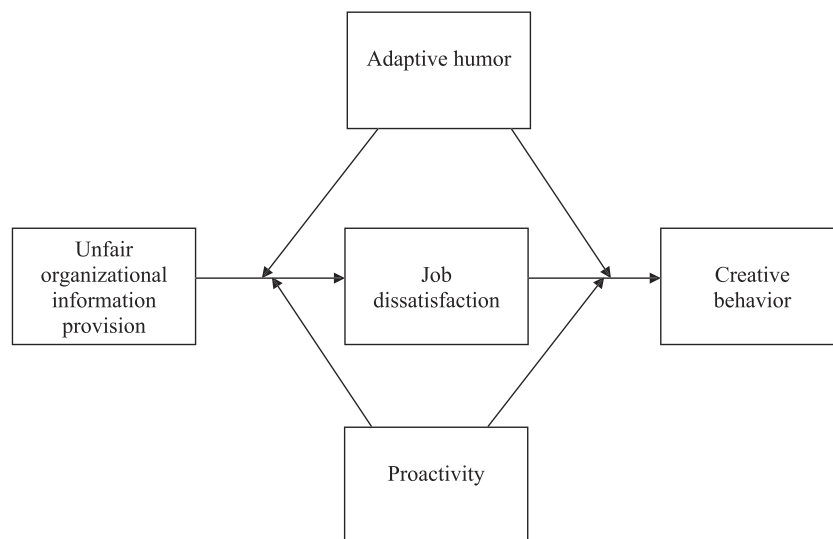 Adaptive humor
Unfair
organizational
information
provision
Job
dissatisfaction
Creative
behavior
Proactivity